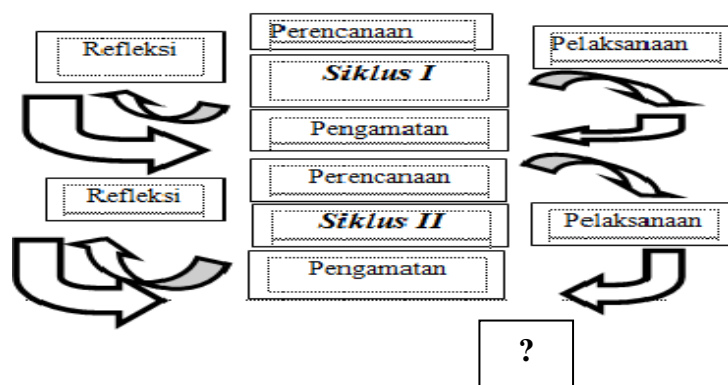 Perencanaan
Refleksi
Pelaksanaan
Siklus I
Pengamatan
Perencanaan
Refleksi
Siklus II
Pelaksanaan
Pengamatan
?